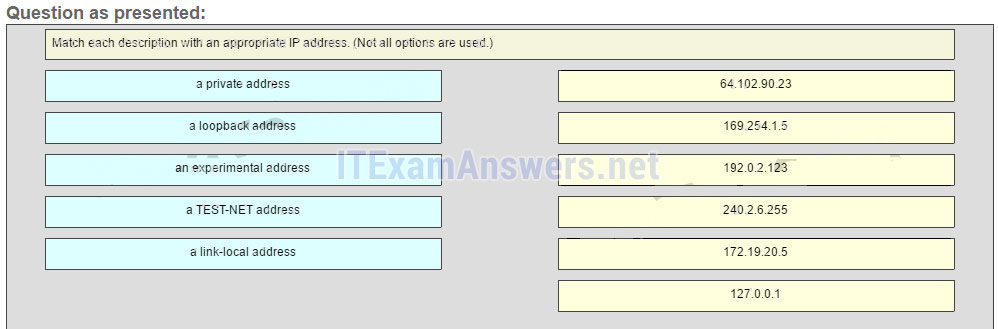 Question as presented:
Match each description with an appropriate IP address. (Not all options are used.)
a private address
64.102.90.23
a loopback address
169.254.1.5
an experimental address
192.0.2.123
a TEST-NET address
240.2.6.255
a link-local address
172.19.20.5
127.0.0.1
ITExamAnswers.net